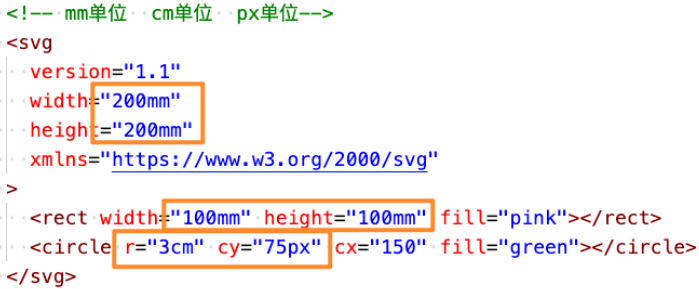 <!-- mm单位  cm单位  px单位-->
<svg
  version="1.1"
  width="200mm"
  height="200mm"
  xmlns="https://www.w3.org/2000/svg"
>
  <rect width="100mm" height="100mm" fill="pink"></rect>
  <circle r="3cm" cy="75px" cx="150" fill="green"></circle>
</svg>